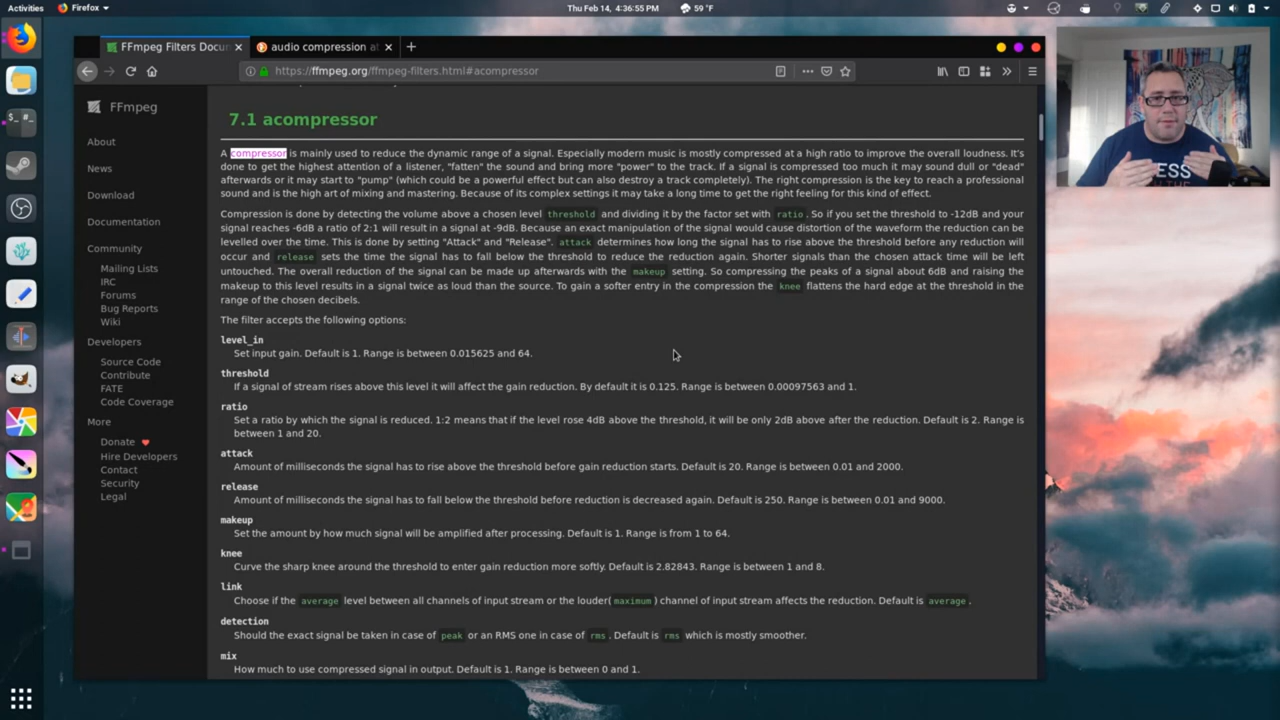 Activities
Firefox
Thu Feb 14, 4:36:55 PM
59 °F
FFmpeg Filters Docu
audio compression at
https://ffmpeg.org/ffmpeg-filters.html#acompressor
FFmpeg
About
News
Download
Documentation
Community
Mailing Lists
IRC
Forums
Bug Reports
Wiki
Developers
Source Code
Contribute
FATE
Code Coverage
More
Donate
Hire Developers
Contact
Security
Legal
7.1 acompressor
A compressor is mainly used to reduce the dynamic range of a signal. Especially modern music is mostly compressed at a high ratio to improve the overall loudness. It's
done to get the highest attention of a listener, "fatten" the sound and bring more "power" to the track. If a signal is compressed too much it may sound dull or "dead"
afterwards or it may start to "pump" (which could be a powerful effect but can also destroy a track completely). The right compression is the key to reach a professional
sound and is the high art of mixing and mastering. Because of its complex settings it may take a long time to get the right feeling for this kind of effect.
Compression is done by detecting the volume above a chosen level threshold and dividing it by the factor set with ratio. So if you set the threshold to -12dB and your
signal reaches -6dB a ratio of 2:1 will result in a signal at -9dB. Because an exact manipulation of the signal would cause distortion of the waveform the reduction can be
levelled over the time. This is done by setting "Attack" and "Release". attack determines how long the signal has to rise above the threshold before any reduction will
occur and release sets the time the signal has to fall below the threshold to reduce the reduction again. Shorter signals than the chosen attack time will be left
untouched. The overall reduction of the signal can be made up afterwards with the makeup setting. So compressing the peaks of a signal about 6dB and raising the
makeup to this level results in a signal twice as loud than the source. To gain a softer entry in the compression the knee flattens the hard edge at the threshold in the
range of the chosen decibels.
The filter accepts the following options:
level_in
Set input gain. Default is 1. Range is between 0.015625 and 64.
threshold
If a signal of stream rises above this level it will affect the gain reduction. By default it is 0.125. Range is between 0.00097563 and 1.
ratio
Set a ratio by which the signal is reduced. 1:2 means that if the level rose 4dB above the threshold, it will be only 2dB above after the reduction. Default is 2. Range is
between 1 and 20.
attack
Amount of milliseconds the signal has to rise above the threshold before gain reduction starts. Default is 20. Range is between 0.01 and 2000.
release
Amount of milliseconds the signal has to fall below the threshold before reduction is decreased again. Default is 250. Range is between 0.01 and 9000.
makeup
Set the amount by how much signal will be amplified after processing. Default is 1. Range is from 1 to 64.
knee
Curve the sharp knee around the threshold to enter gain reduction more softly. Default is 2.82843. Range is between 1 and 8.
link
Choose if the average level between all channels of input stream or the louder( maximum ) channel of input stream affects the reduction. Default is average.
detection
Should the exact signal be taken in case of peak or an RMS one in case of rms. Default is rms which is mostly smoother.
mix
How much to use compressed signal in output. Default is 1. Range is between 0 and 1.